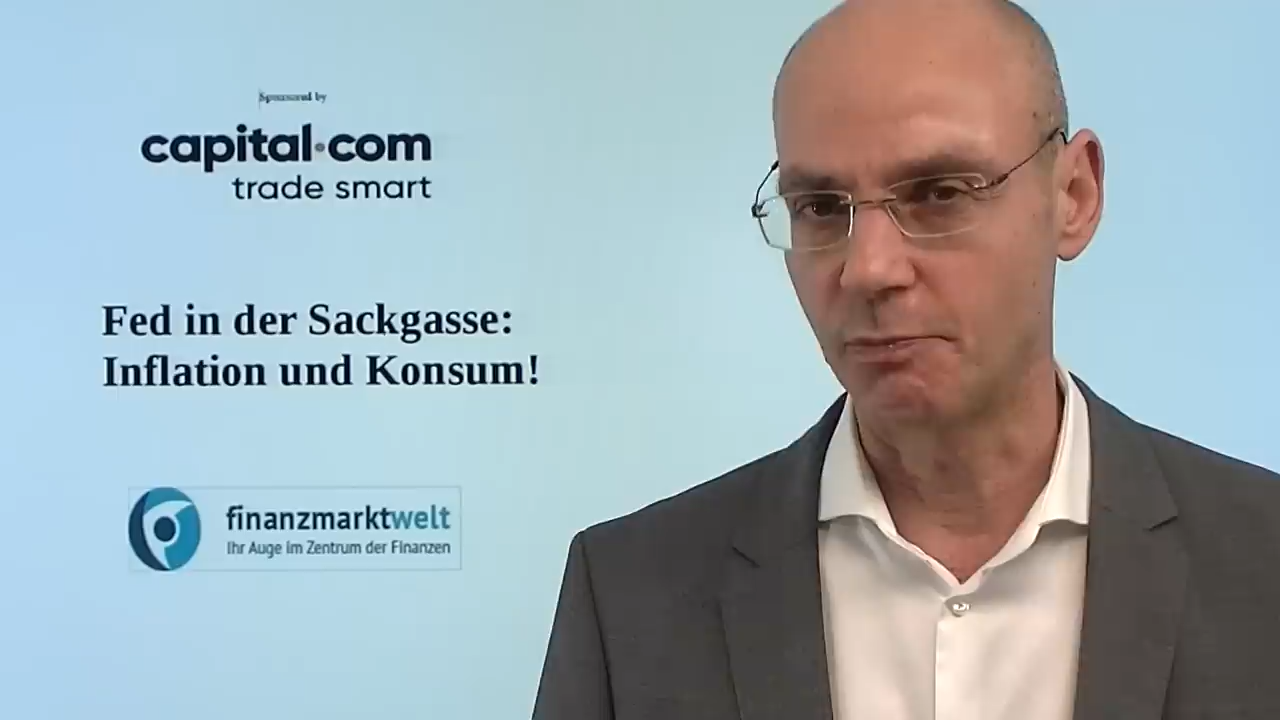 Sponsored by
capital.com
trade smart
Fed in der Sackgasse:
Inflation und Konsum!
finanzmarktwelt
Ihr Auge im Zentrum der Finanzen